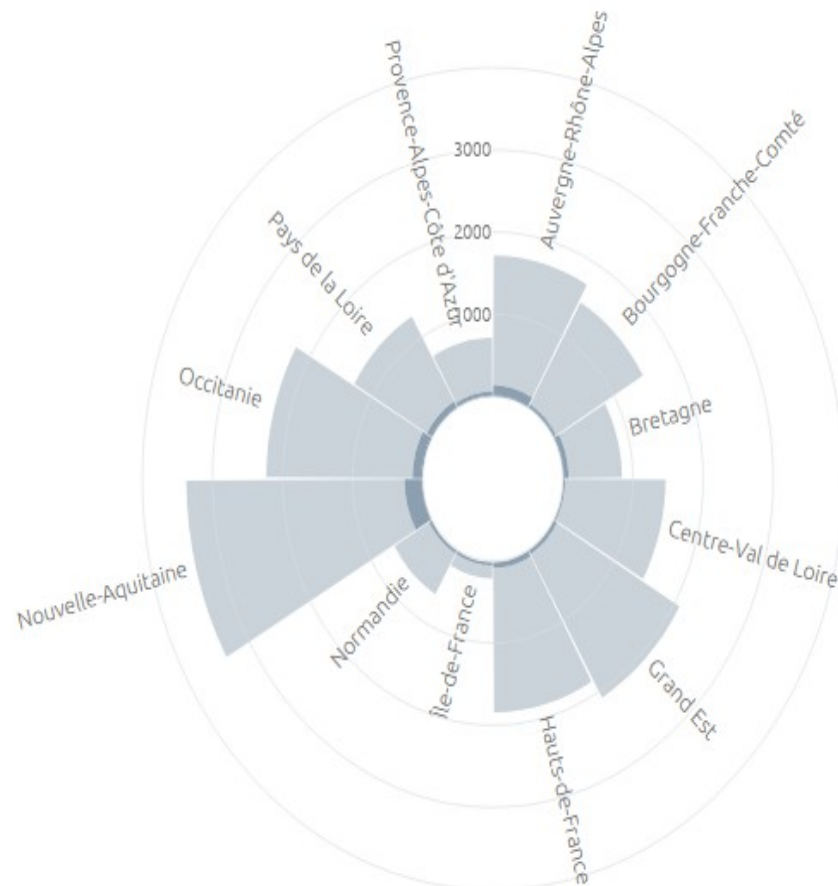 3000
2000
1000
Auvergne-Rhône-Alpes
Bourgogne-Franche-Comté
Bretagne
Centre-Val de Loire
Grand Est
Hauts-de-France
Île-de-France
Normandie
Nouvelle-Aquitaine
Occitanie
Pays de la Loire
Provence-Alpes-Côte d'Azur